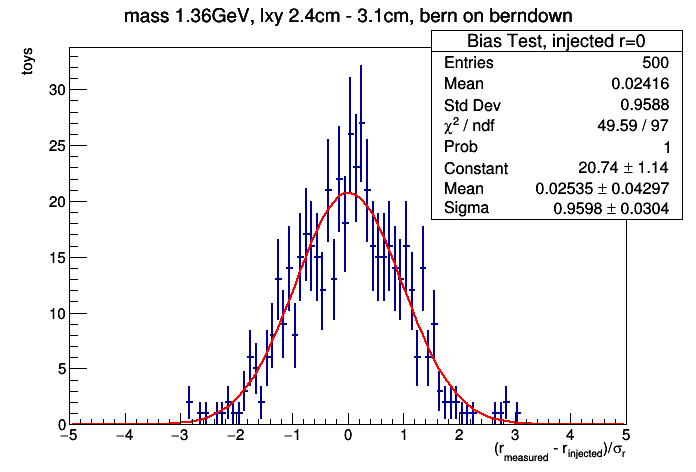 mass 1.36GeV, lxy 2.4cm - 3.1cm, bern on berndown
Bias Test, injected r=0
Entries 500
Mean 0.02416
Std Dev 0.9588
χ² / ndf 49.59 / 97
Prob 1
Constant 20.74 ± 1.14
Mean 0.02535 ± 0.04297
Sigma 0.9598 ± 0.0304
toys
30
25
20
15
10
5
0
−5 −4 −3 −2 −1 0 1 2 3 4 5
(r_measured - r_injected)/σ_r